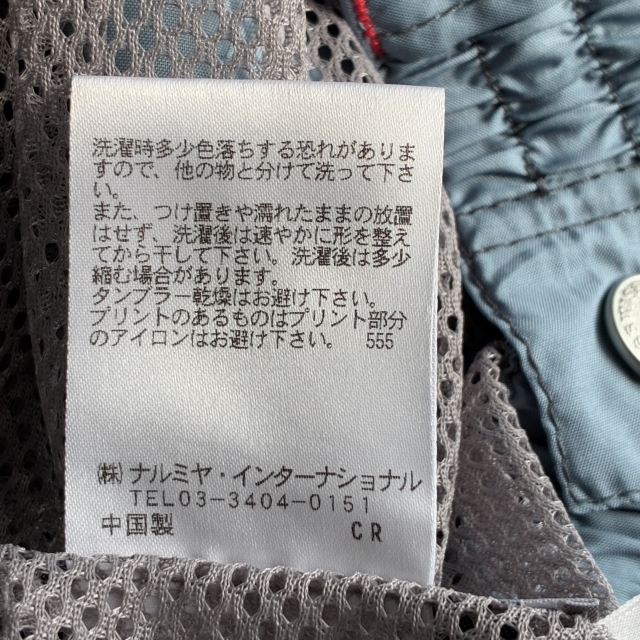 洗濯時多少色落ちする恐れがありま
すので、他の物と分けて洗って下さ
い。
また、つけ置きや濡れたままの放置
はせず、洗濯後は速やかに形を整え
てから干して下さい。洗濯後は多少
縮む場合があります。
タンブラー乾燥はお避け下さい。
プリントのあるものはプリント部分
のアイロンはお避け下さい。 555
㈱ ナルミヤ・インターナショナル
TEL03-3404-0151
中国製 CR